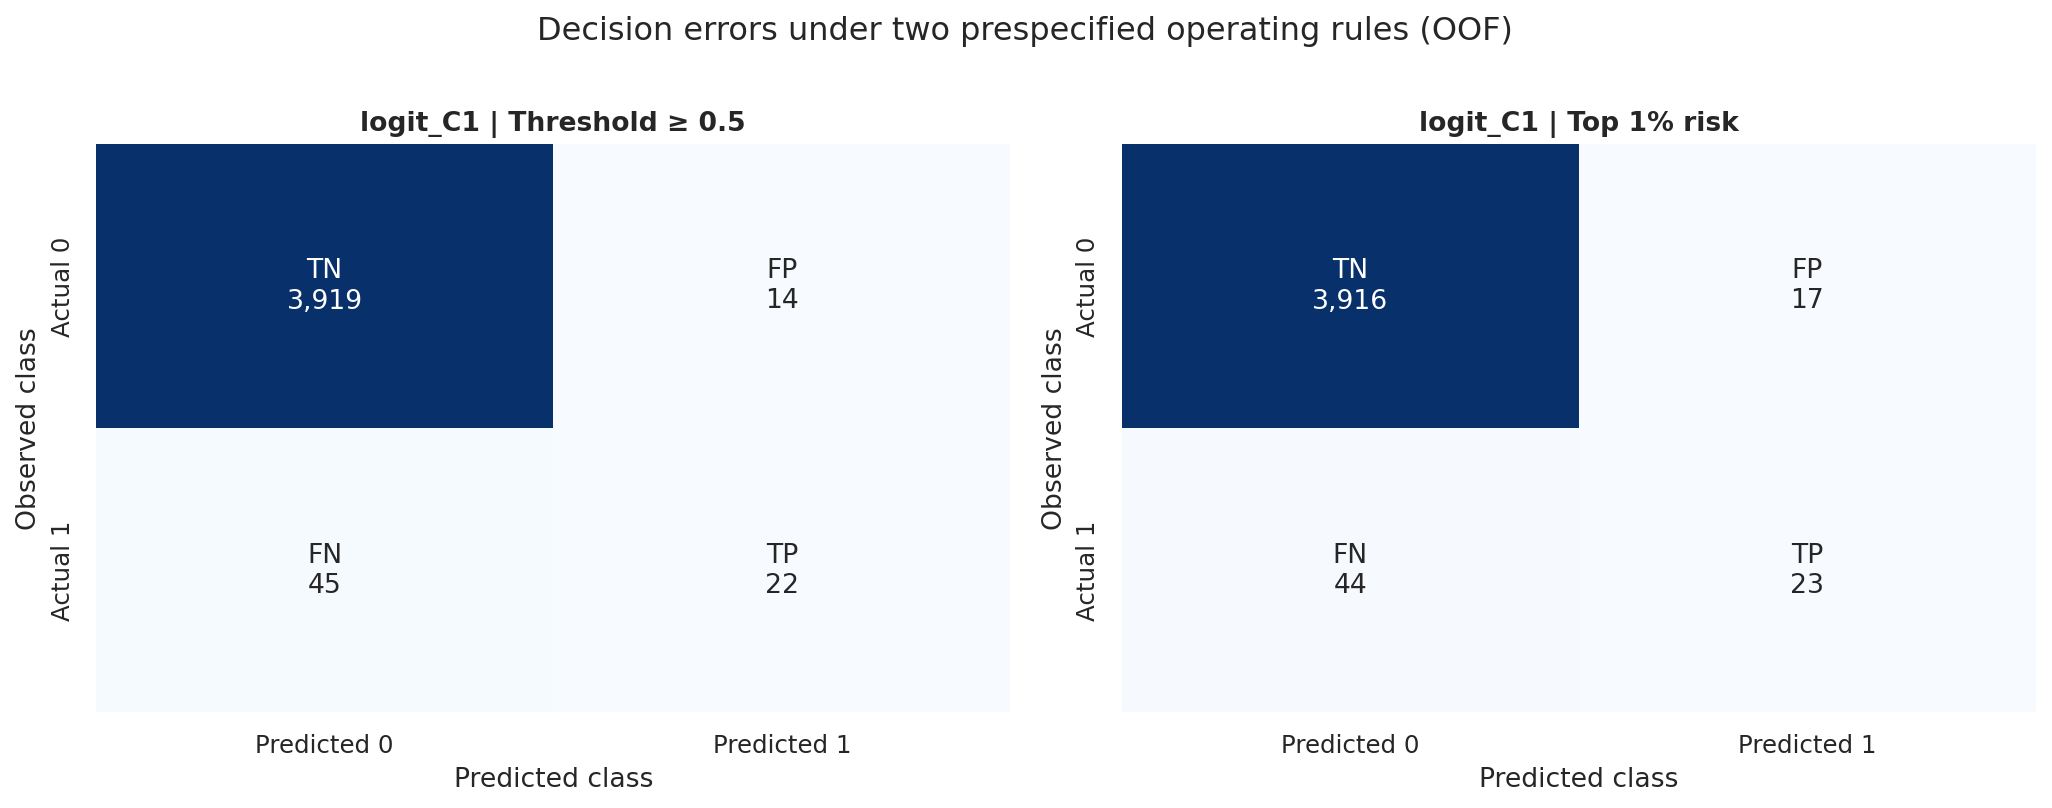 Decision errors under two prespecified operating rules (OOF)
logit_C1 | Threshold ≥ 0.5
Observed class
Actual 0
Actual 1
TN
3,919
FP
14
FN
45
TP
22
Predicted 0
Predicted 1
Predicted class
logit_C1 | Top 1% risk
Observed class
Actual 0
Actual 1
TN
3,916
FP
17
FN
44
TP
23
Predicted 0
Predicted 1
Predicted class